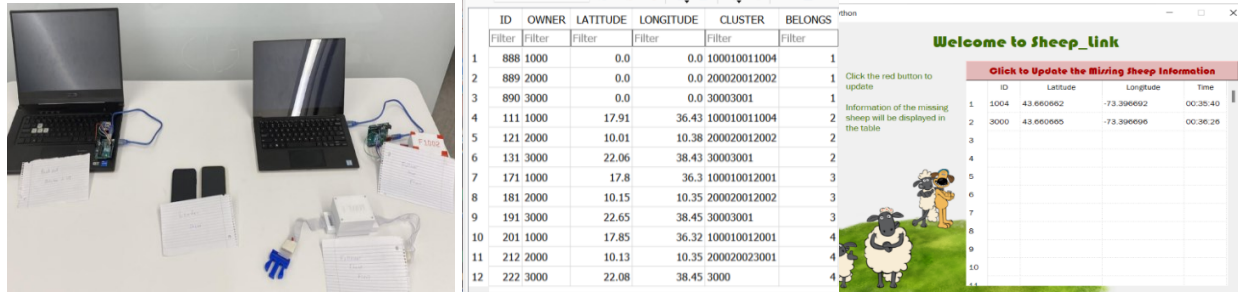 F1002
ID OWNER LATITUDE LONGITUDE CLUSTER BELONGS
Filter Filter Filter Filter Filter Filter
1 888 1000 0.0 0.0 100010011004 1
2 889 2000 0.0 0.0 200020012002 1
3 890 3000 0.0 0.0 30003001 1
4 111 1000 17.91 36.43 100010011004 2
5 121 2000 10.01 10.38 200020012002 2
6 131 3000 22.06 38.43 30003001 2
7 171 1000 17.8 36.3 100010012001 3
8 181 2000 10.15 10.35 200020012002 3
9 191 3000 22.65 38.45 30003001 3
10 201 1000 17.85 36.32 100010012001 4
11 212 2000 10.13 10.35 200020023001 4
12 222 3000 22.08 38.45 3000 4
ython
Welcome to Sheep_Link
Click the red button to
update
Information of the missing
sheep will be displayed in
the table
Click to Update the Mirring Sheep Information
ID Latitude Longitude Time
1 1004 43.660662 -73.396692 00:35:40
2 3000 43.660665 -73.396696 00:36:26
3
4
5
6
7
8
9
10
11